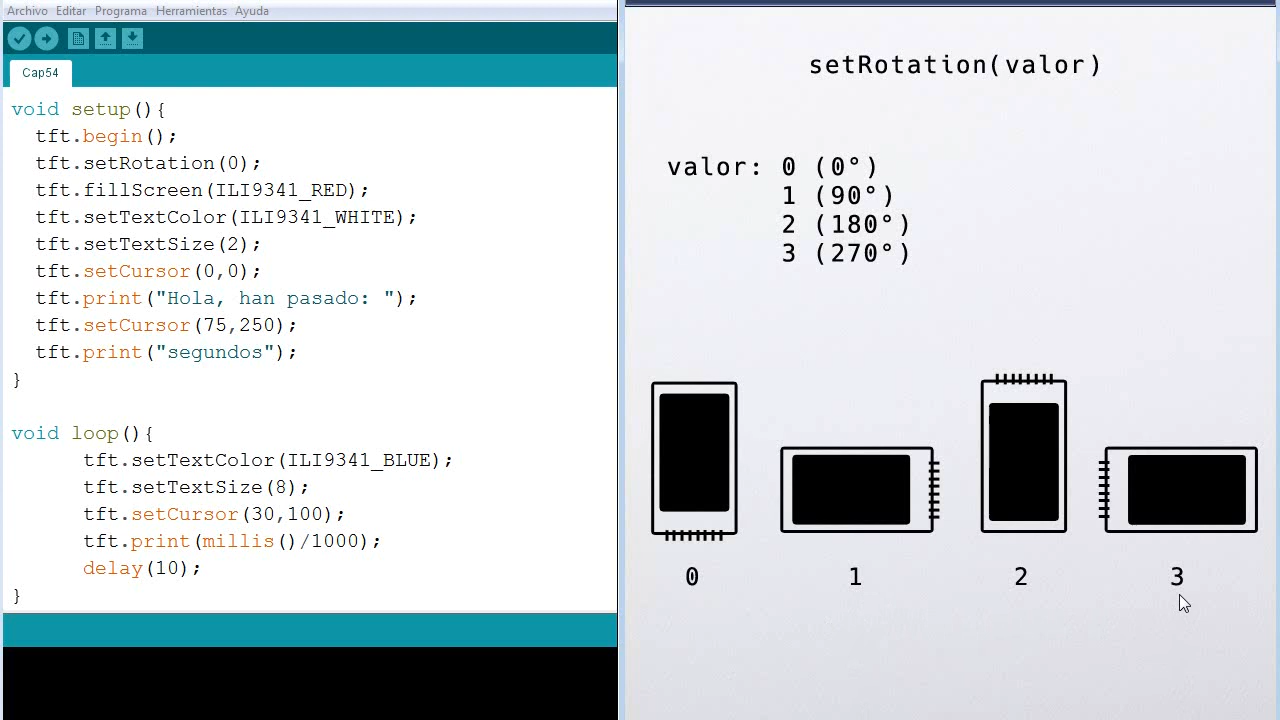 Archivo Editar Programa Herramientas Ayuda
Cap54
void setup(){
tft.begin();
tft.setRotation(0);
tft.fillScreen(ILI9341_RED);
tft.setTextColor(ILI9341_WHITE);
tft.setTextSize(2);
tft.setCursor(0,0);
tft.print("Hola, han pasado: ");
tft.setCursor(75,250);
tft.print("segundos");
}
void loop(){
tft.setTextColor(ILI9341_BLUE);
tft.setTextSize(8);
tft.setCursor(30,100);
tft.print(millis()/1000);
delay(10);
}
setRotation(valor)
valor: 0 (0°)
1 (90°)
2 (180°)
3 (270°)
0 1 2 3